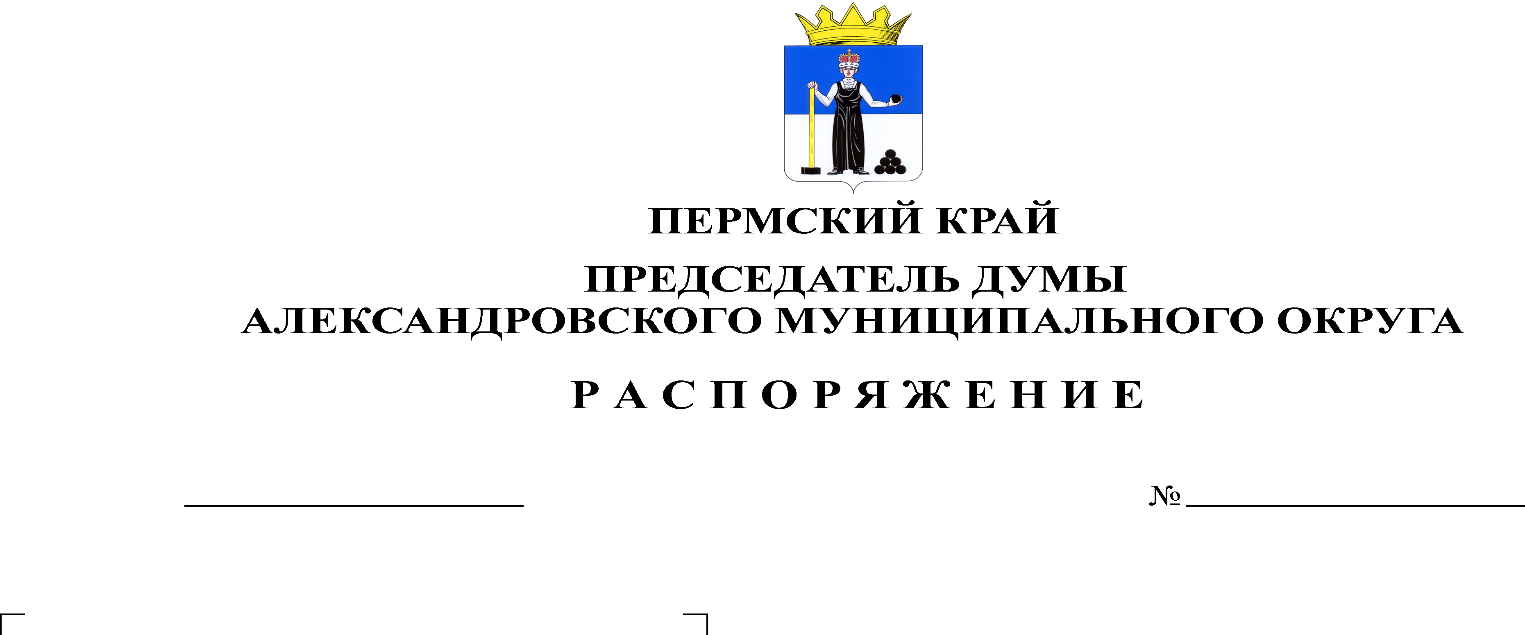 ПЕРМСКИЙ КРАЙ
ПРЕДСЕДАТЕЛЬ ДУМЫ
АЛЕКСАНДРОВСКОГО МУНИЦИПАЛЬНОГО ОКРУГА
Р А С П О Р Я Ж Е Н И Е
№